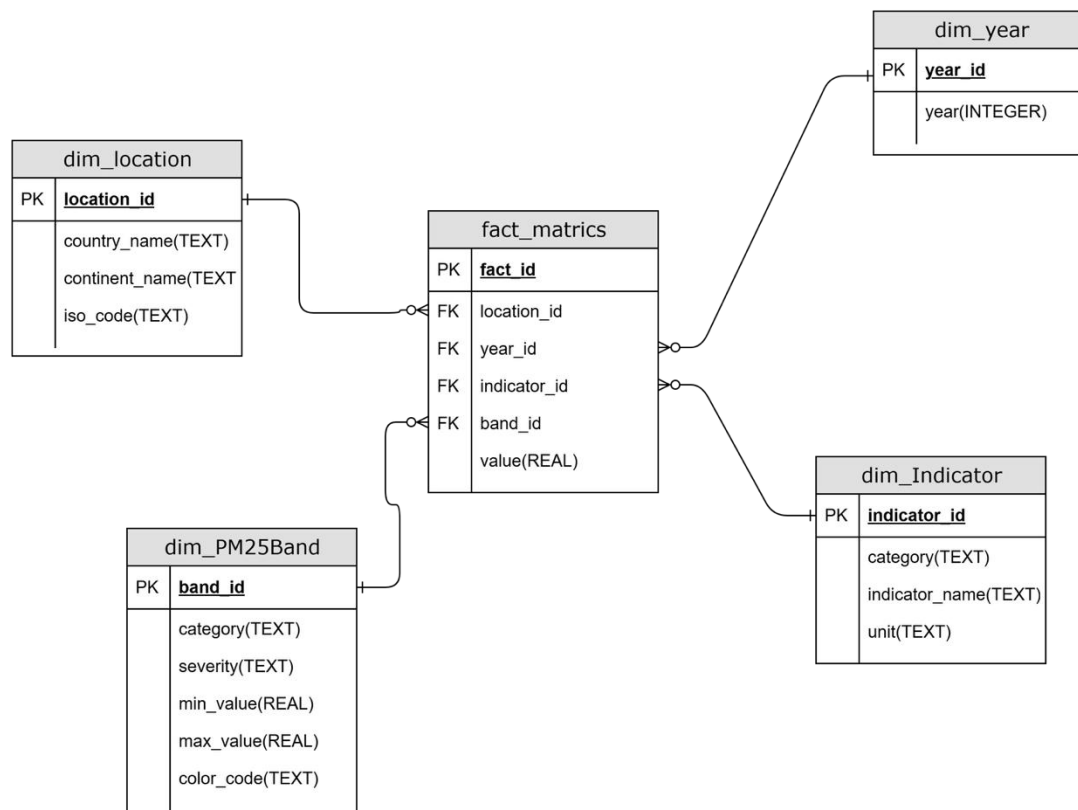 dim_year
PK year_id
year(INTEGER)
dim_location
PK location_id
country_name(TEXT)
continent_name(TEXT
iso_code(TEXT)
fact_matrics
PK fact_id
FK location_id
FK year_id
FK indicator_id
FK band_id
value(REAL)
dim_Indicator
PK indicator_id
category(TEXT)
indicator_name(TEXT)
unit(TEXT)
dim_PM25Band
PK band_id
category(TEXT)
severity(TEXT)
min_value(REAL)
max_value(REAL)
color_code(TEXT)